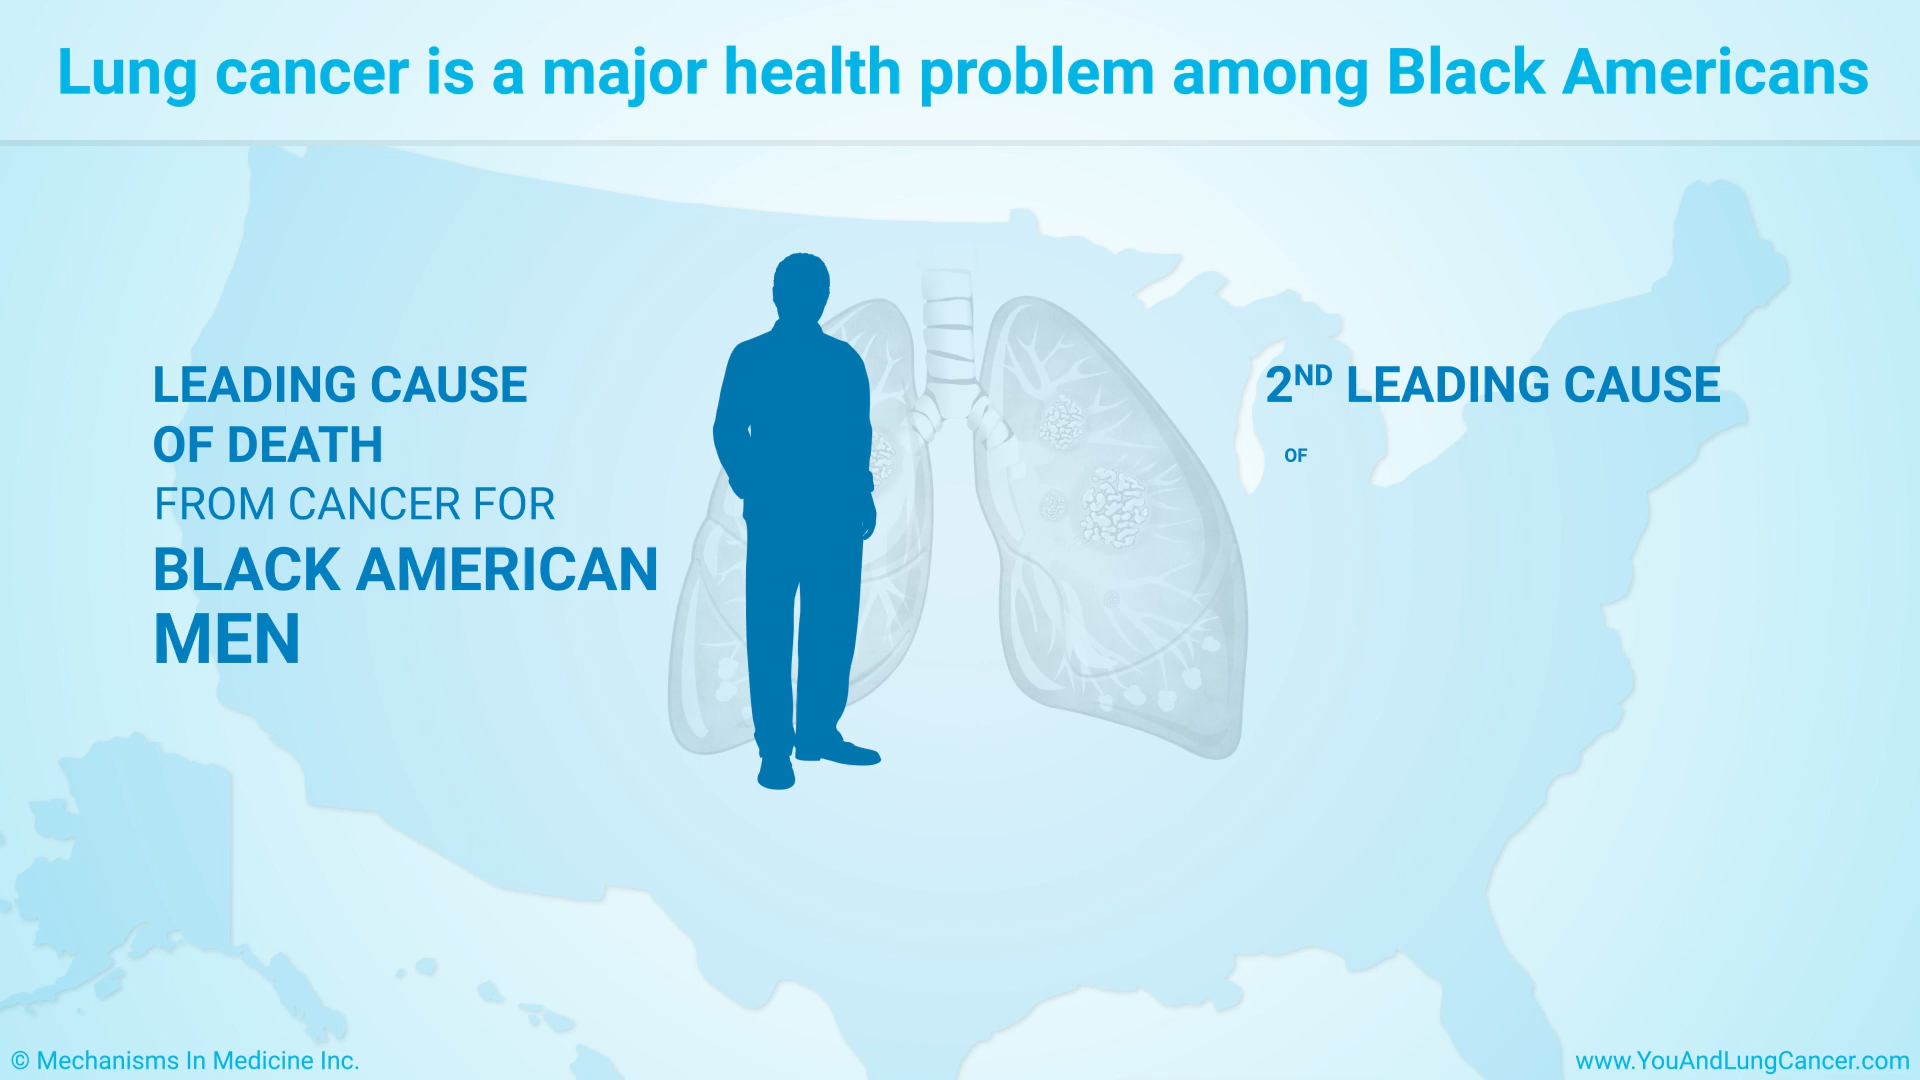 Lung cancer is a major health problem among Black Americans
LEADING CAUSE
OF DEATH
FROM CANCER FOR
BLACK AMERICAN
MEN
2ND LEADING CAUSE
OF
© Mechanisms In Medicine Inc.
www.YouAndLungCancer.com